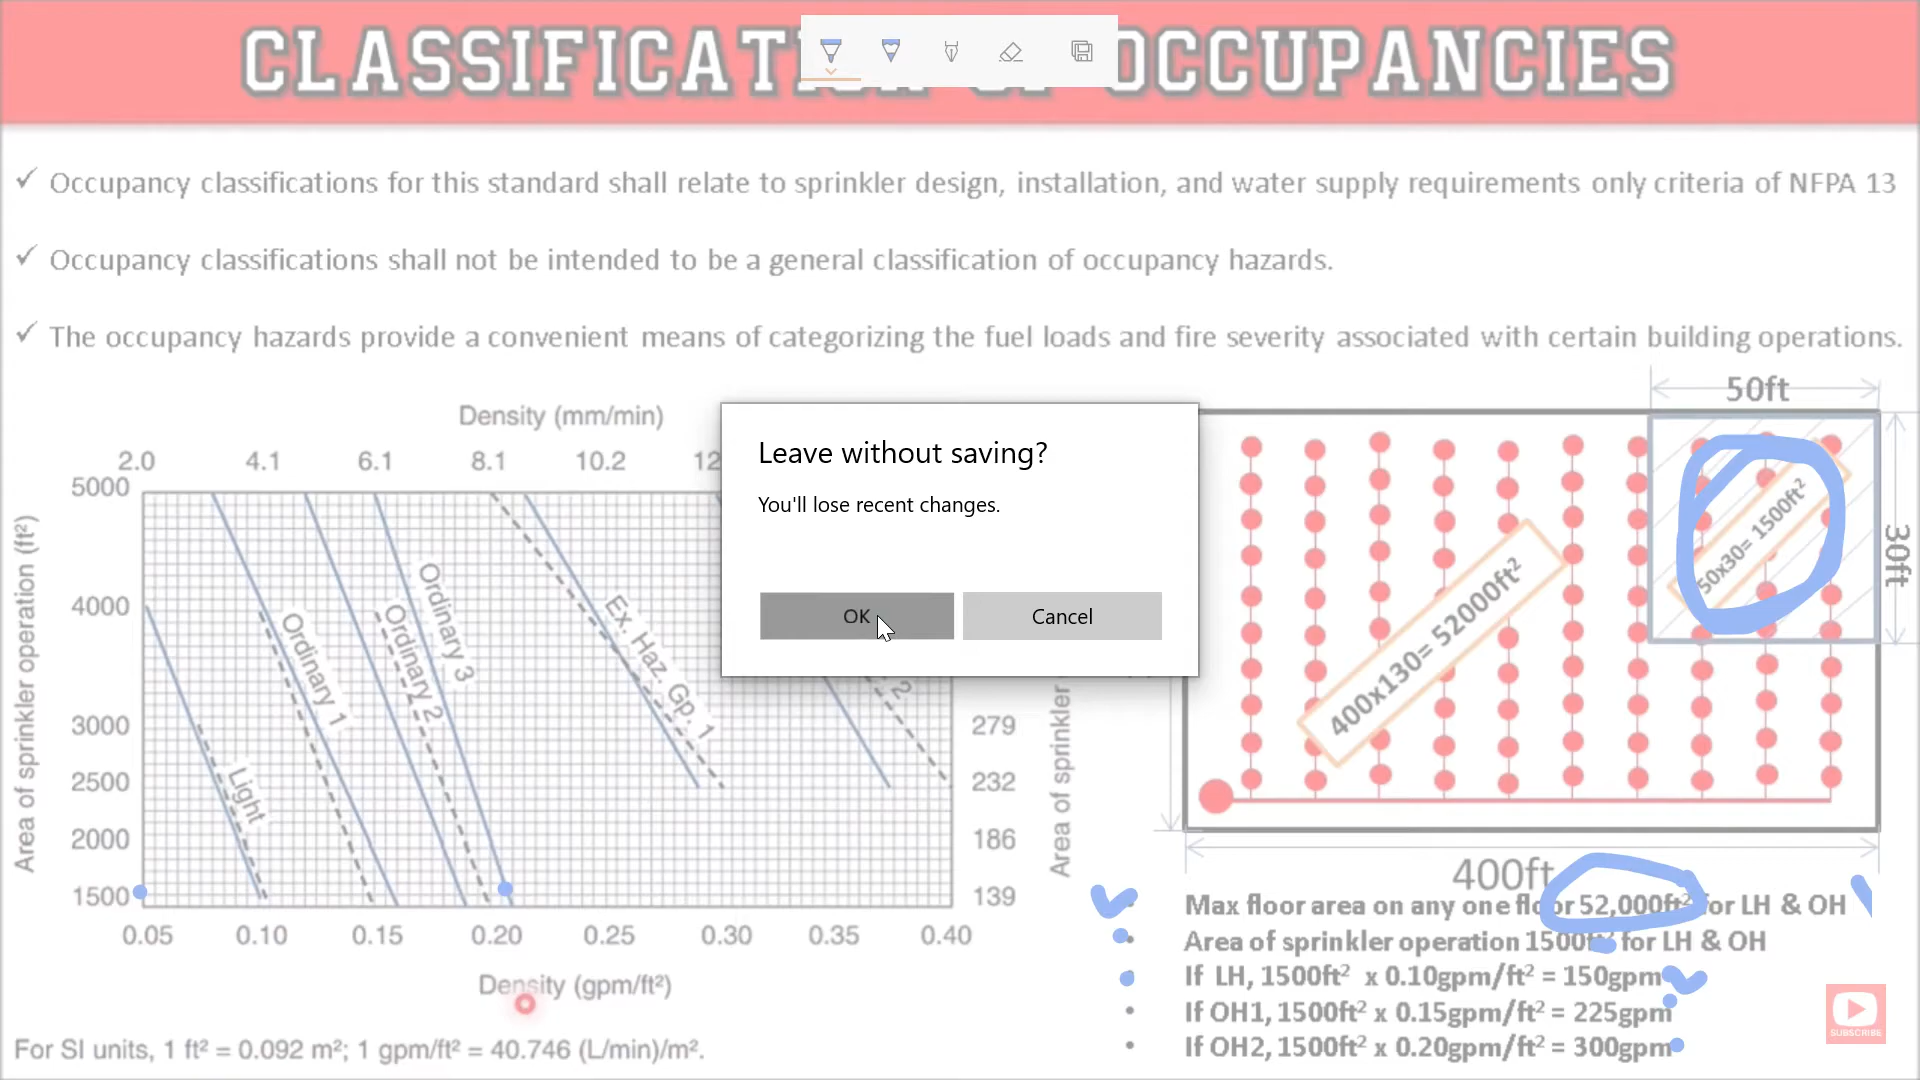 CLASSIFICAT OCCUPANCIES
✓ Occupancy classifications for this standard shall relate to sprinkler design, installation, and water supply requirements only criteria of NFPA 13
✓ Occupancy classifications shall not be intended to be a general classification of occupancy hazards.
✓ The occupancy hazards provide a convenient means of categorizing the fuel loads and fire severity associated with certain building operations.
Density (mm/min)
2.0 4.1 6.1 8.1 10.2 12
5000
4000
3000
2500
2000
1500
Area of sprinkler operation (ft²)
Light
Ordinary 1
Ordinary 2
Ordinary 3
Ex. Haz. Gp. 1
2
279
232
186
139
Area of sprinkler
0.05 0.10 0.15 0.20 0.25 0.30 0.35 0.40
Density (gpm/ft²)
For SI units, 1 ft² = 0.092 m²; 1 gpm/ft² = 40.746 (L/min)/m².
Leave without saving?
You'll lose recent changes.
OK Cancel
50ft
30ft
50x30= 1500ft²
400x130= 52000ft²
400ft
Max floor area on any one floor 52,000ft² for LH & OH
• Area of sprinkler operation 1500ft² for LH & OH
• If LH, 1500ft² x 0.10gpm/ft² = 150gpm
• If OH1, 1500ft² x 0.15gpm/ft² = 225gpm
• If OH2, 1500ft² x 0.20gpm/ft² = 300gpm
SUBSCRIBE